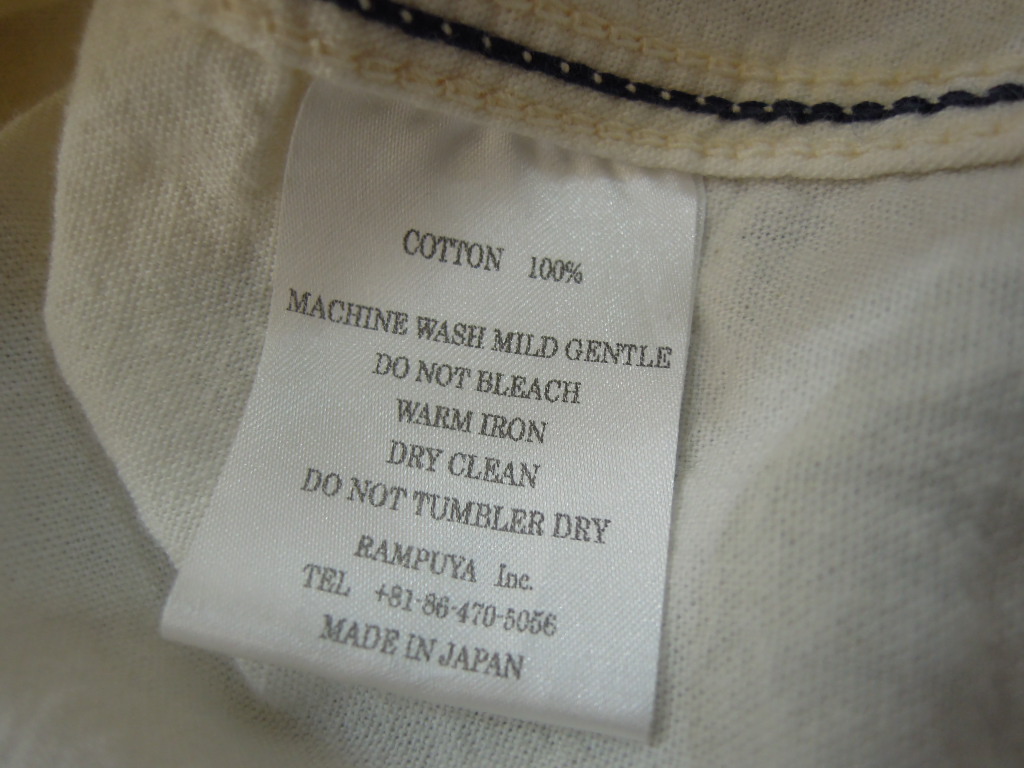 COTTON 100%
MACHINE WASH MILD GENTLE
DO NOT BLEACH
WARM IRON
DRY CLEAN
DO NOT TUMBLER DRY
RAMPUYA Inc.
TEL +81-86-470-5056
MADE IN JAPAN